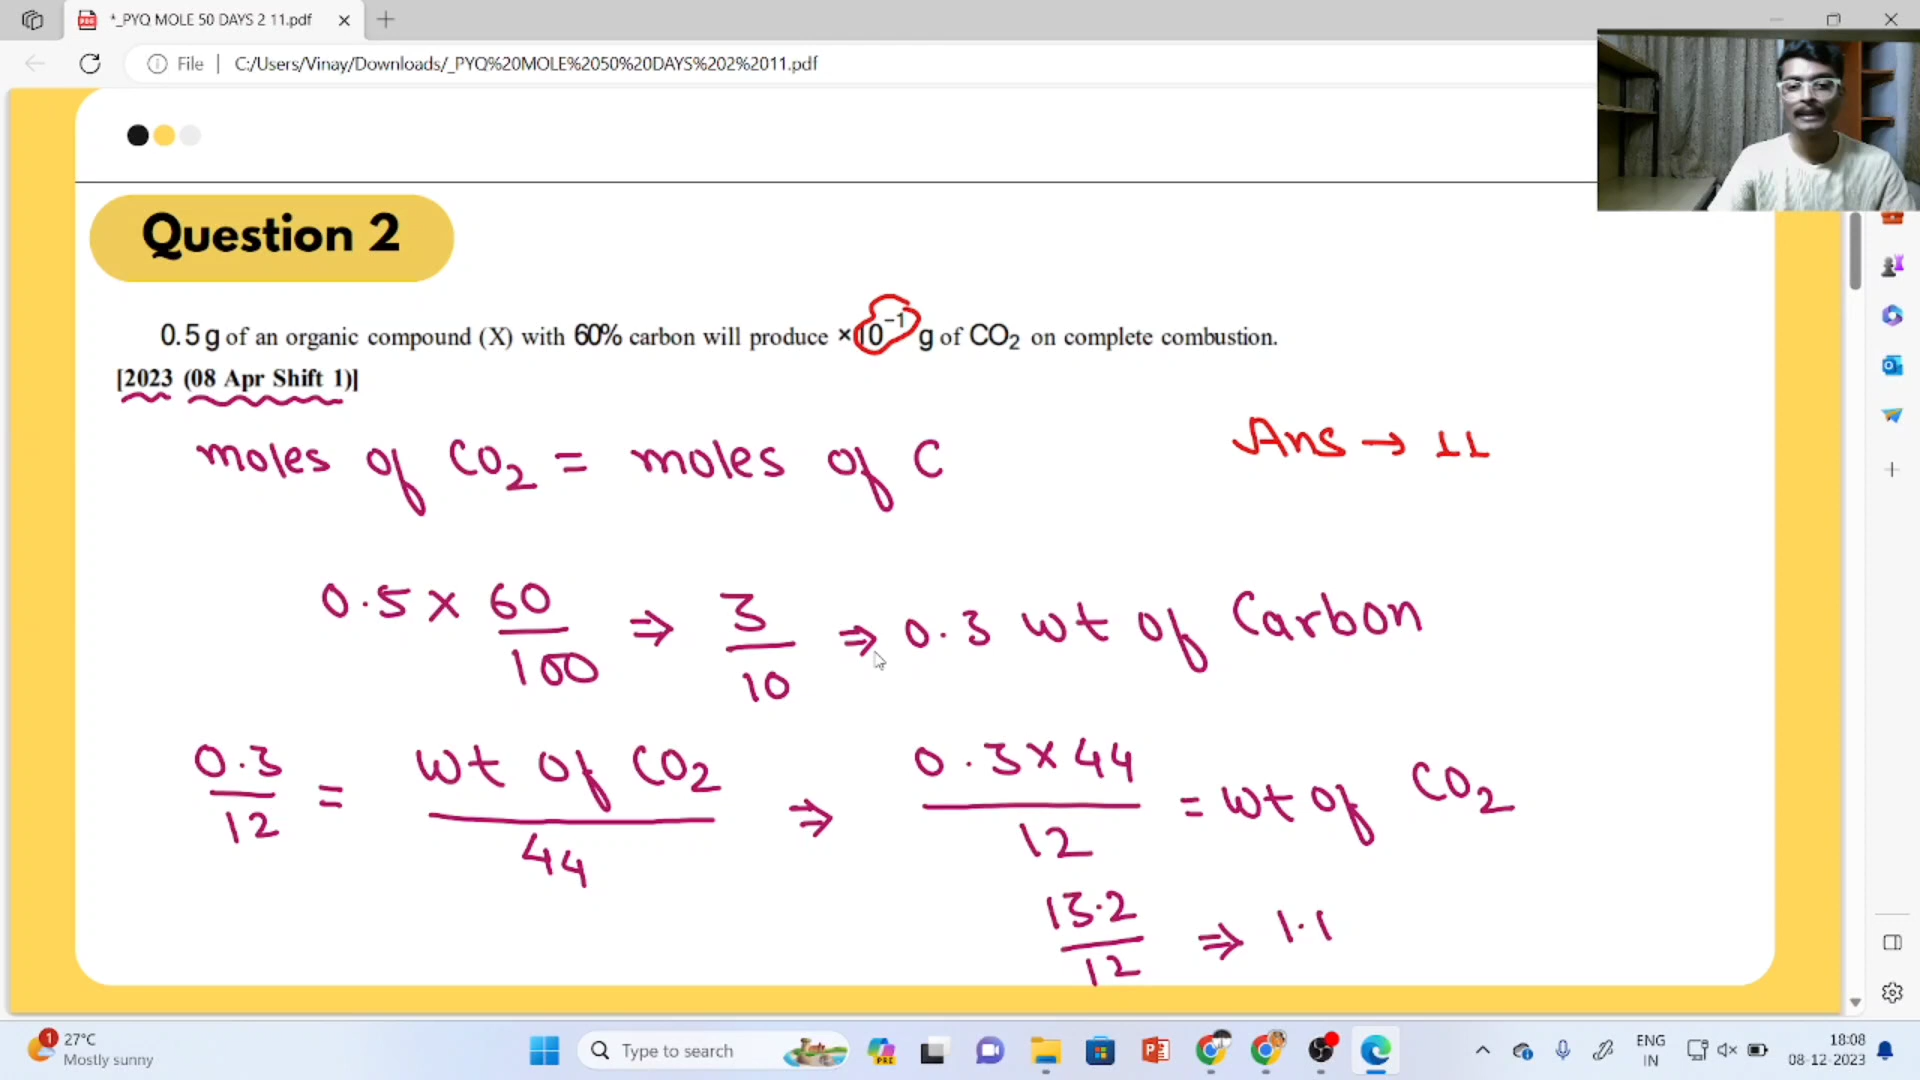 *_PYQ MOLE 50 DAYS 2 11.pdf
File | C:/Users/Vinay/Downloads/_PYQ%20MOLE%2050%20DAYS%202%2011.pdf
Question 2
0.5 g of an organic compound (X) with 60% carbon will produce ×10⁻¹ g of CO₂ on complete combustion.
[2023 (08 Apr Shift 1)]
moles of CO₂ = moles of C
Ans → 11
0.5 × 60/100 ⇒ 3/10 ⇒ 0.3 wt of Carbon
0.3/12 = wt of CO₂/44 ⇒ 0.3×44/12 = wt of CO₂
13.2/12 ⇒ 1.1
1
27°C
Mostly sunny
Type to search
PRE
ENG
IN
18:08
08-12-2023